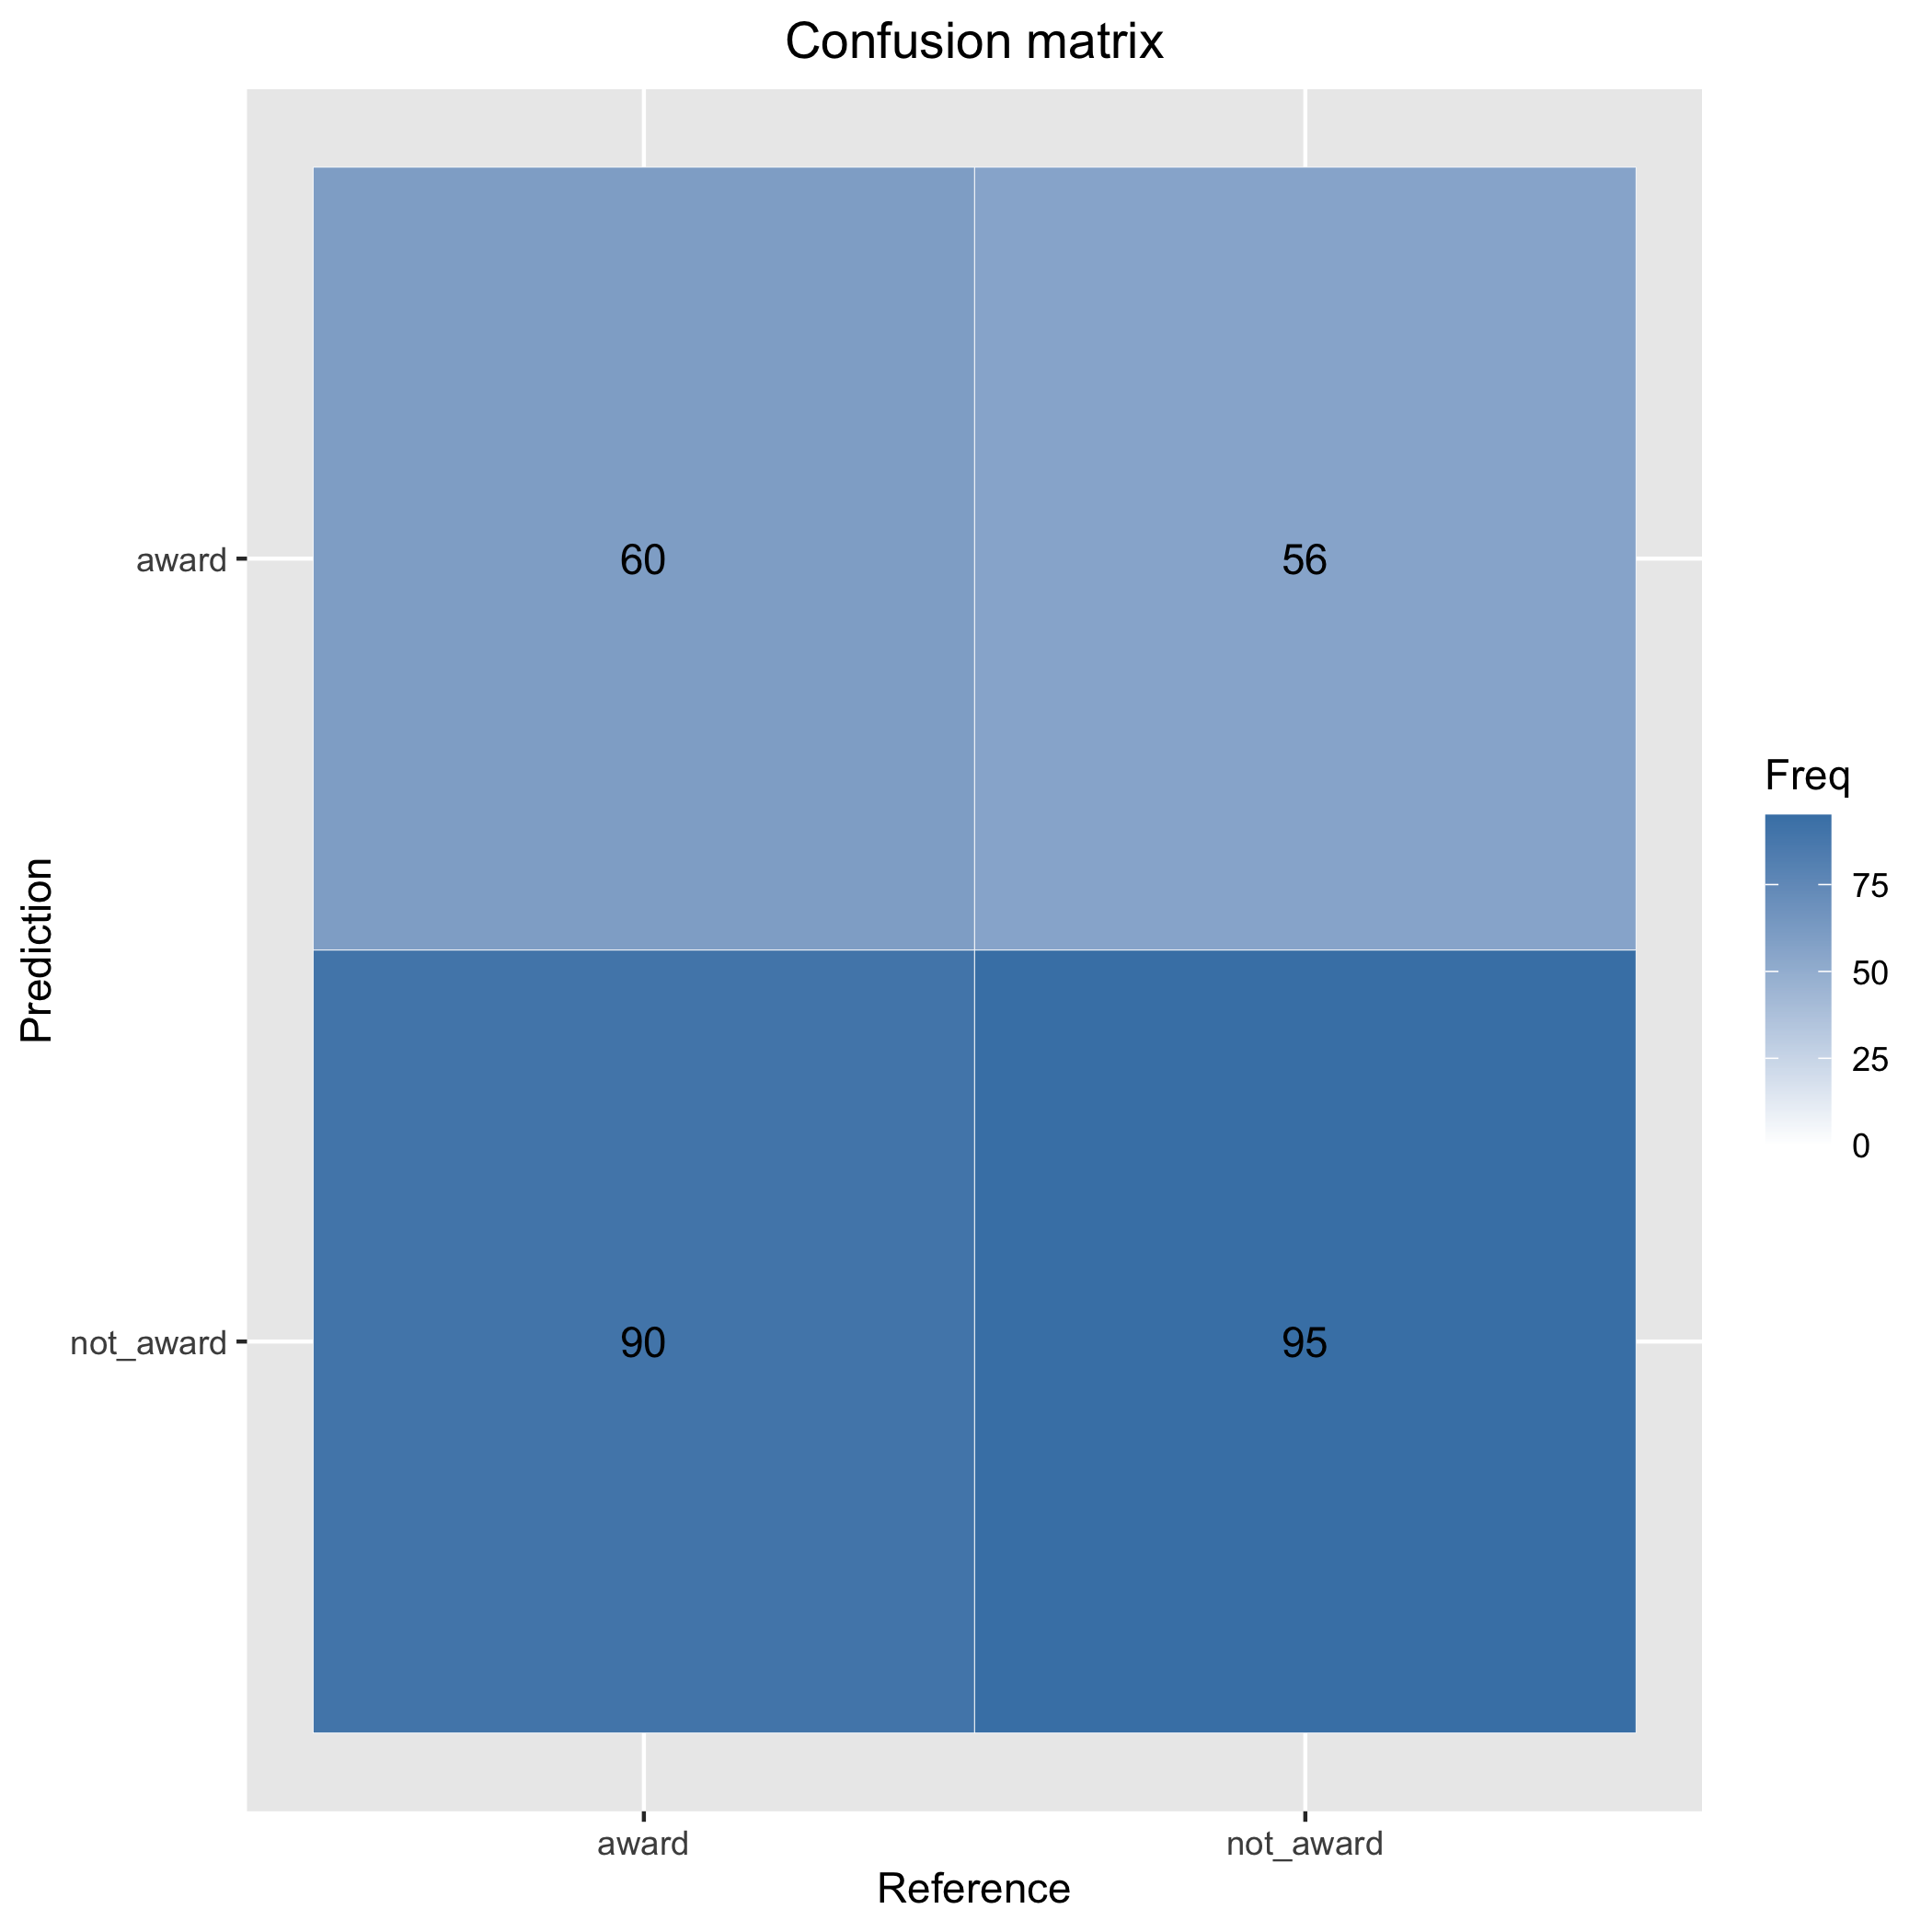 Confusion matrix
Prediction
award
not_award
60
56
90
95
award
not_award
Reference
Freq
75
50
25
0